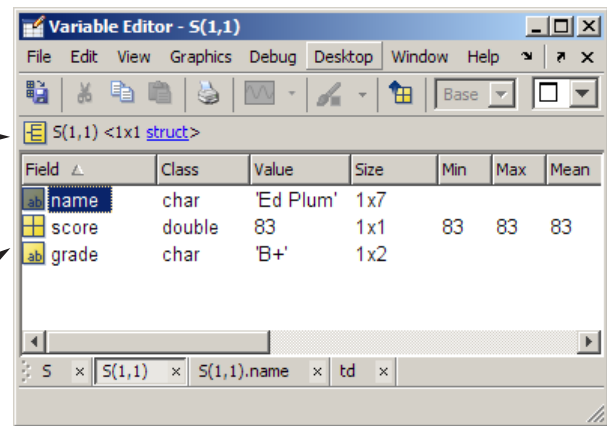 Variable Editor - S(1,1)
File Edit View Graphics Debug Desktop Window Help
Base
S(1,1) <1x1 struct>
Field Class Value Size Min Max Mean
ab name char 'Ed Plum' 1x7
score double 83 1x1 83 83 83
ab grade char 'B+' 1x2
S S(1,1) S(1,1).name td